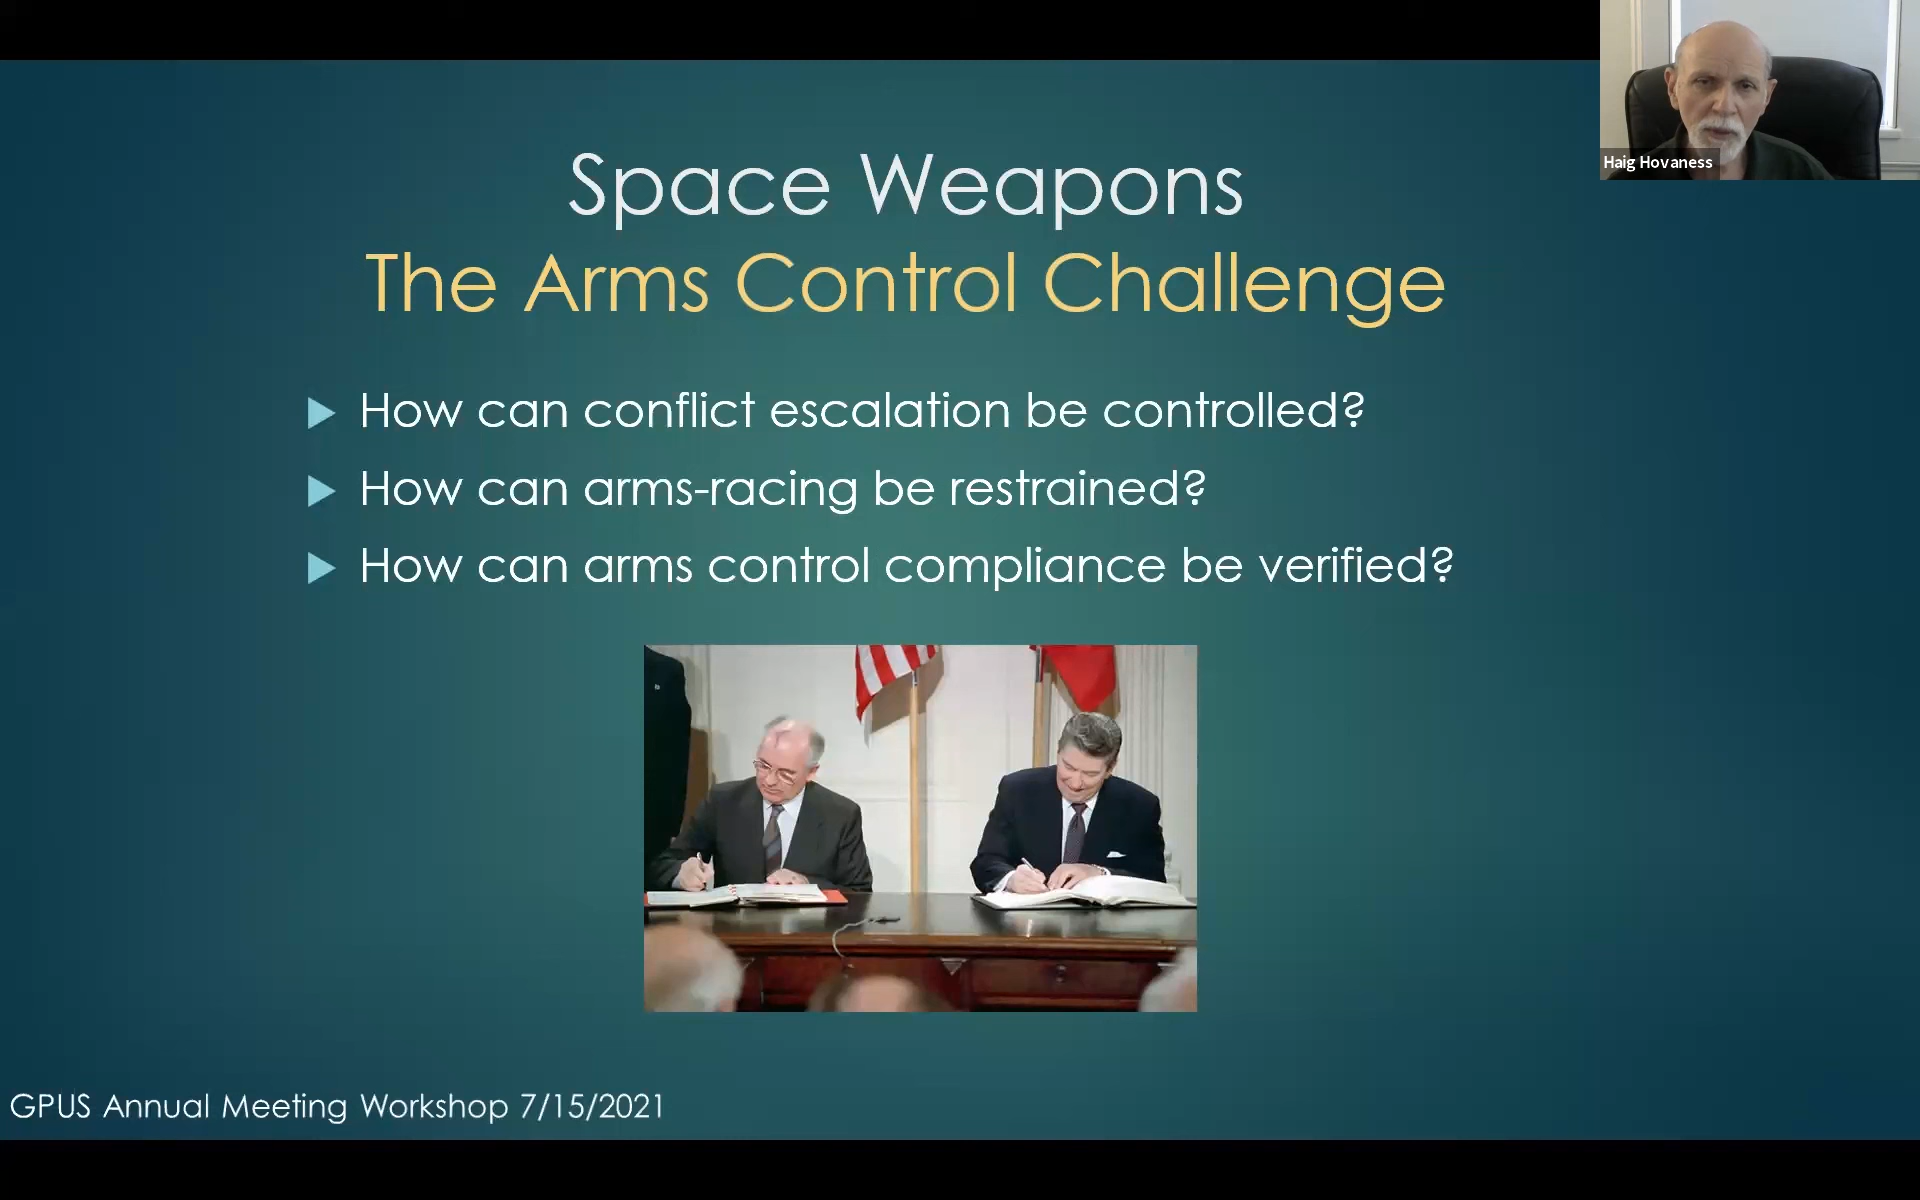 Haig Hovaness
Space Weapons
The Arms Control Challenge
How can conflict escalation be controlled?
How can arms-racing be restrained?
How can arms control compliance be verified?
GPUS Annual Meeting Workshop 7/15/2021